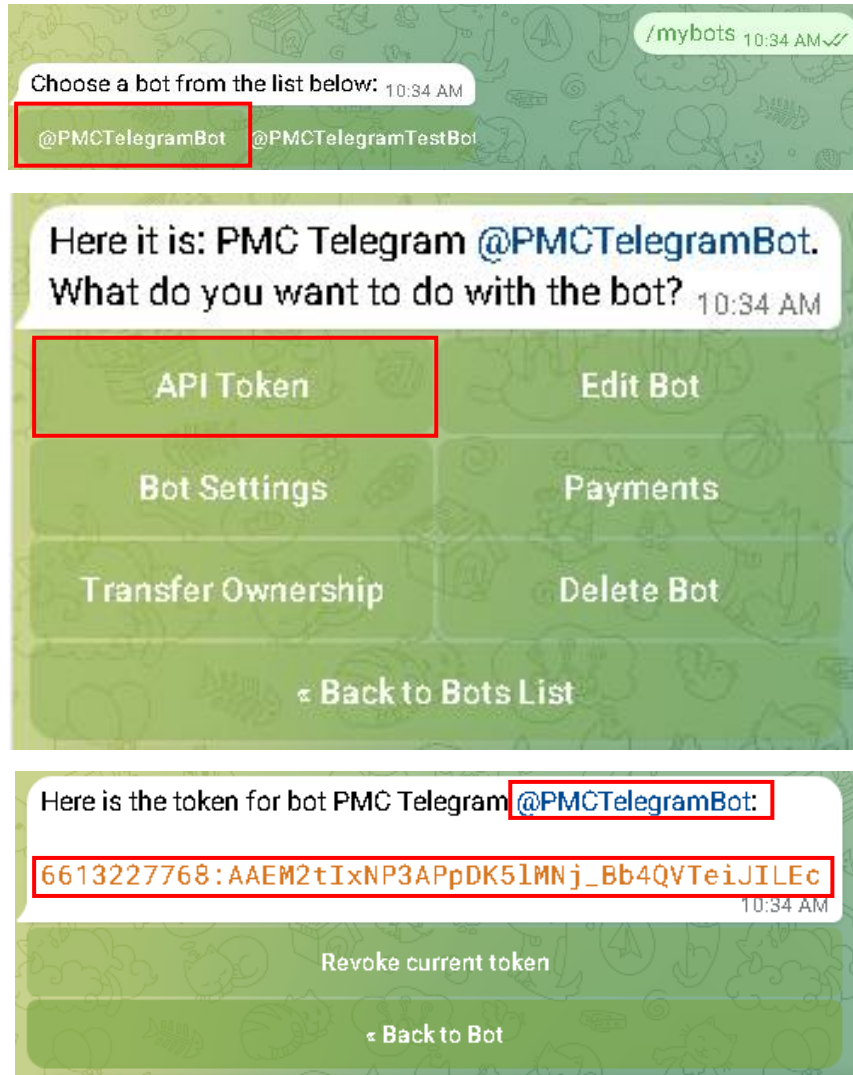 /mybots 10:34 AM
Choose a bot from the list below: 10:34 AM
@PMCTelegramBot @PMCTelegramTestBot
Here it is: PMC Telegram @PMCTelegramBot.
What do you want to do with the bot? 10:34 AM
API Token Edit Bot
Bot Settings Payments
Transfer Ownership Delete Bot
« Back to Bots List
Here is the token for bot PMC Telegram @PMCTelegramBot:
6613227768:AAEM2tIxNP3APpDK5lMNj_Bb4QVTeiJILEc
10:34 AM
Revoke current token
« Back to Bot